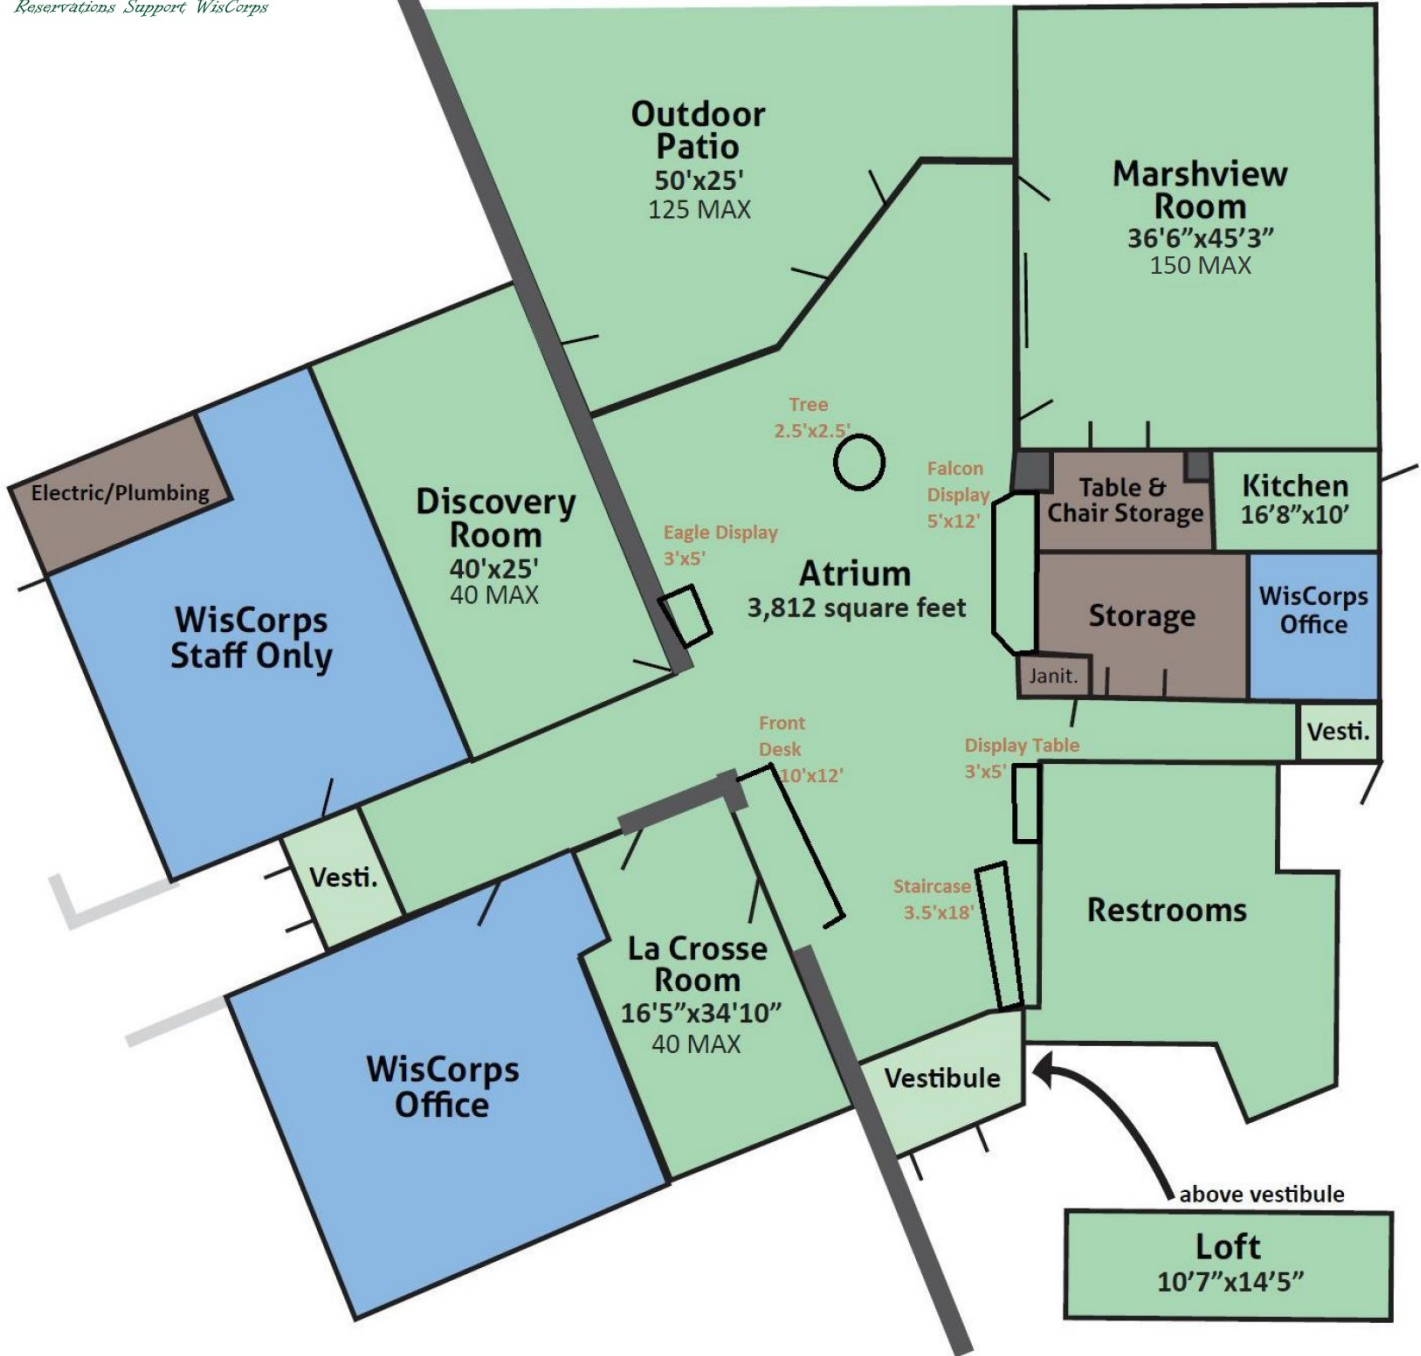 Reservations Support WisCorps
Outdoor
Patio
50'x25'
125 MAX
Marshview
Room
36'6”x45’3”
150 MAX
Tree
2.5'x2.5'
Falcon
Display
5'x12'
Table &
Chair Storage
Kitchen
16’8”x10’
Electric/Plumbing
Discovery
Room
40'x25'
40 MAX
Eagle Display
3'x5'
Atrium
3,812 square feet
WisCorps
Staff Only
Storage
WisCorps
Office
Janit.
Vesti.
Front
Desk
10'x12'
Display Table
3'x5'
Vesti.
Staircase
3.5'x18'
Restrooms
La Crosse
Room
16'5”x34'10”
40 MAX
WisCorps
Office
Vestibule
above vestibule
Loft
10’7”x14’5”